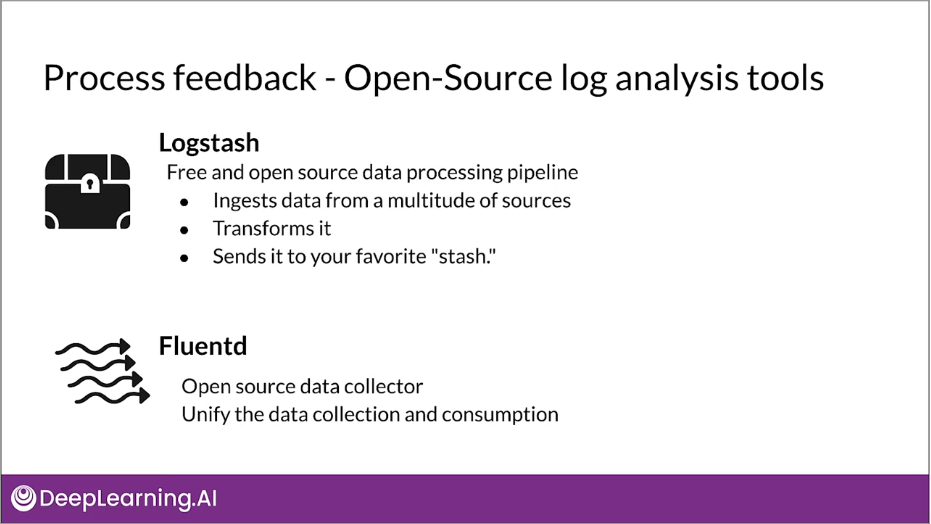 Process feedback - Open-Source log analysis tools
Logstash
Free and open source data processing pipeline
● Ingests data from a multitude of sources
● Transforms it
● Sends it to your favorite "stash."
Fluentd
Open source data collector
Unify the data collection and consumption
DeepLearning.AI